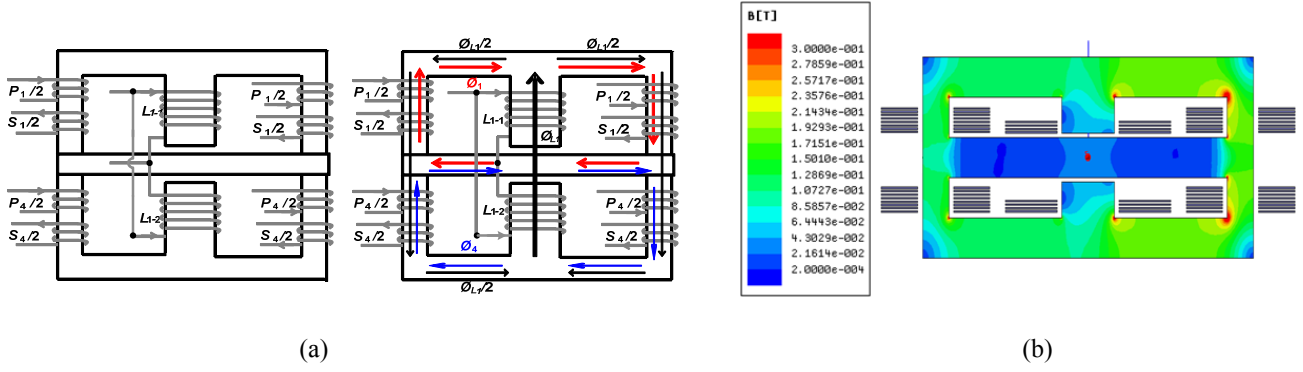 P1/2
S1/2
L1-1
P1/2
S1/2
P4/2
S4/2
L1-2
P4/2
S4/2
ØL1/2
ØL1/2
Ø1
P1/2
S1/2
L1-1
ØL1
P1/2
S1/2
P4/2
S4/2
L1-2
P4/2
S4/2
Ø4
ØL1/2
B[T]
3.0000e-001
2.7859e-001
2.5717e-001
2.3576e-001
2.1434e-001
1.9293e-001
1.7151e-001
1.5010e-001
1.2869e-001
1.0727e-001
8.5857e-002
6.4443e-002
4.3029e-002
2.1614e-002
2.0000e-004
(a)
(b)